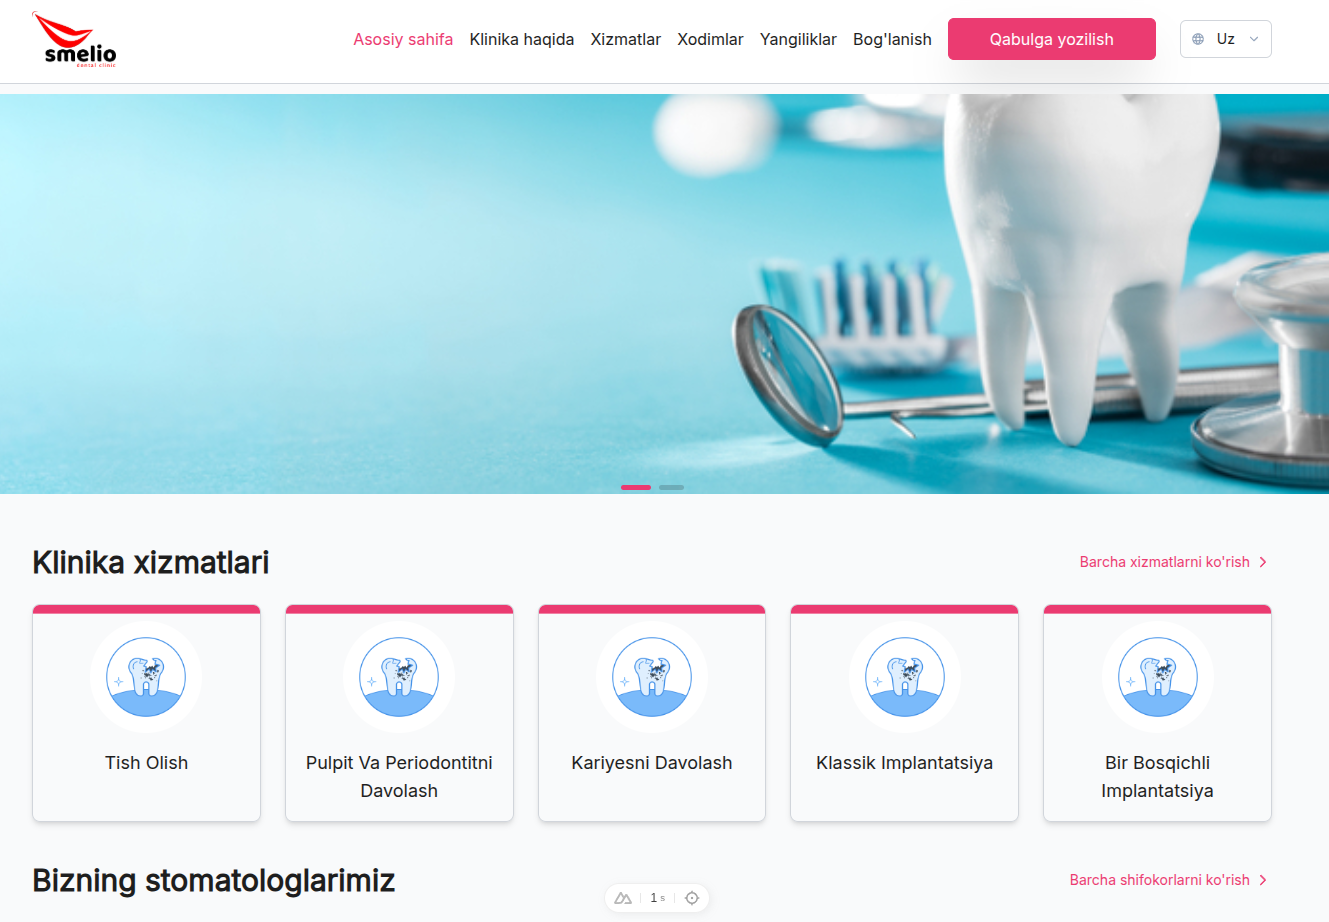 smelio
dental clinic
Asosiy sahifa
Klinika haqida
Xizmatlar
Xodimlar
Yangiliklar
Bog'lanish
Qabulga yozilish
Uz
Klinika xizmatlari
Barcha xizmatlarni ko'rish
Tish Olish
Pulpit Va Periodontitni
Davolash
Kariyesni Davolash
Klassik Implantatsiya
Bir Bosqichli
Implantatsiya
Bizning stomatologlarimiz
Barcha shifokorlarni ko'rish
1 s